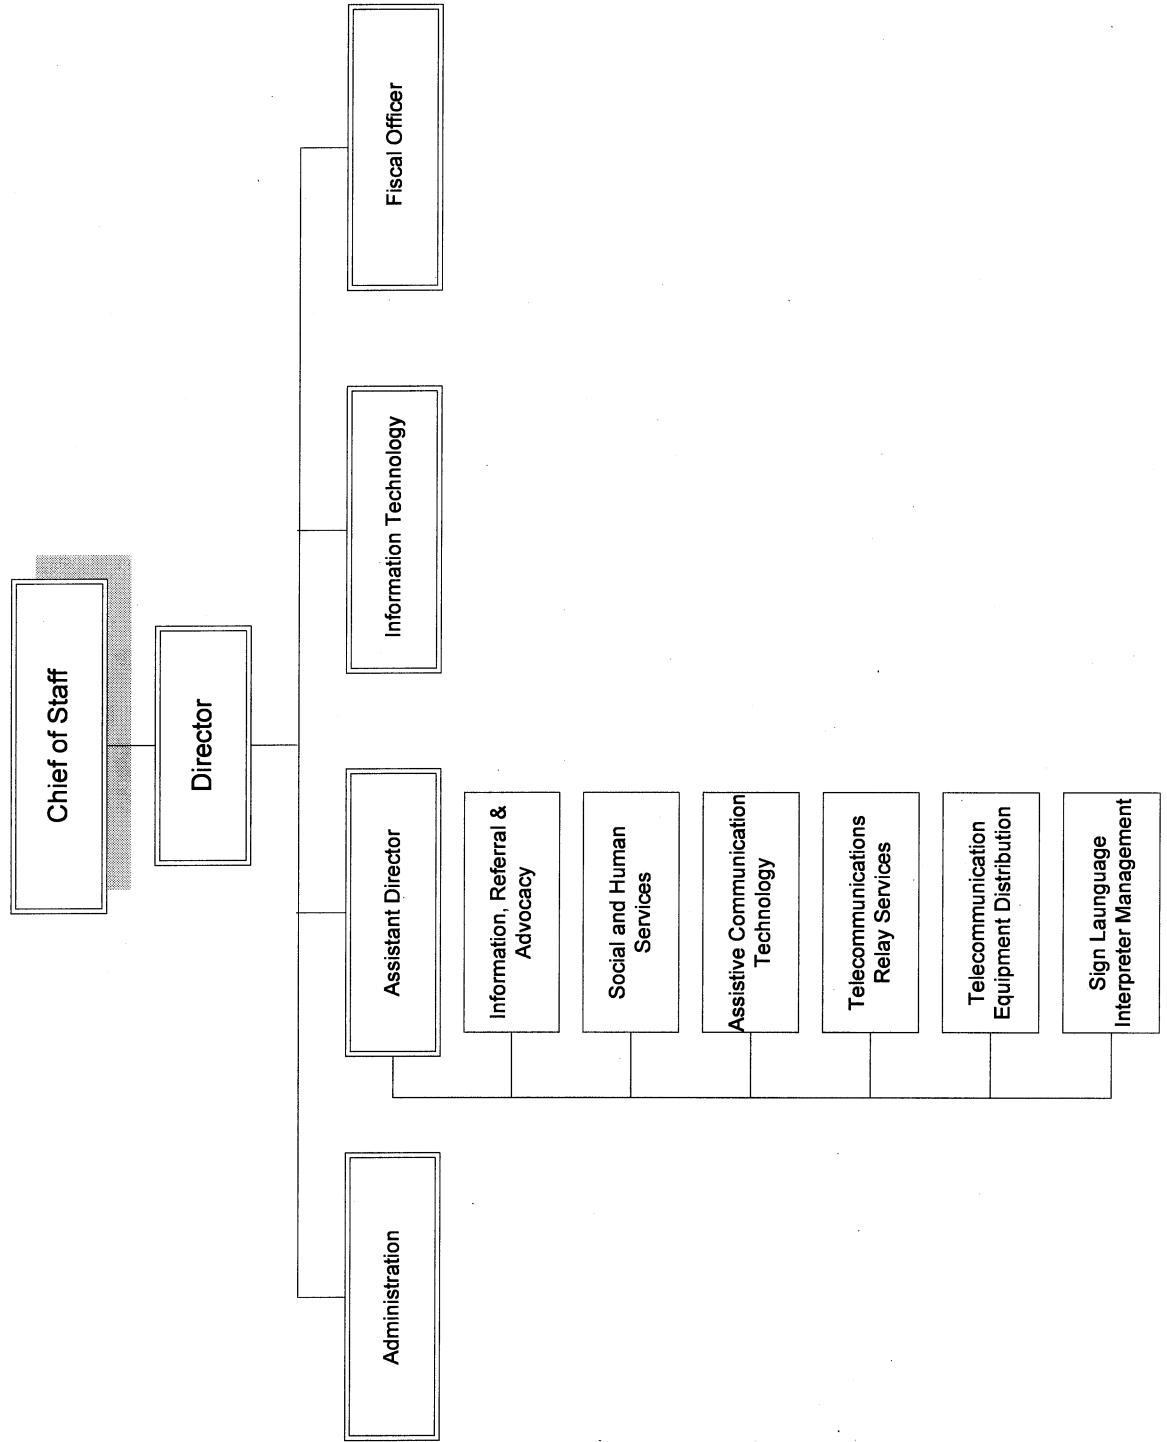 Chief of Staff
Director
Administration
Assistant Director
Information Technology
Fiscal Officer
Information, Referral &
Advocacy
Social and Human
Services
Assistive Communication
Technology
Telecommunications
Relay Services
Telecommunication
Equipment Distribution
Sign Launguage
Interpreter Management